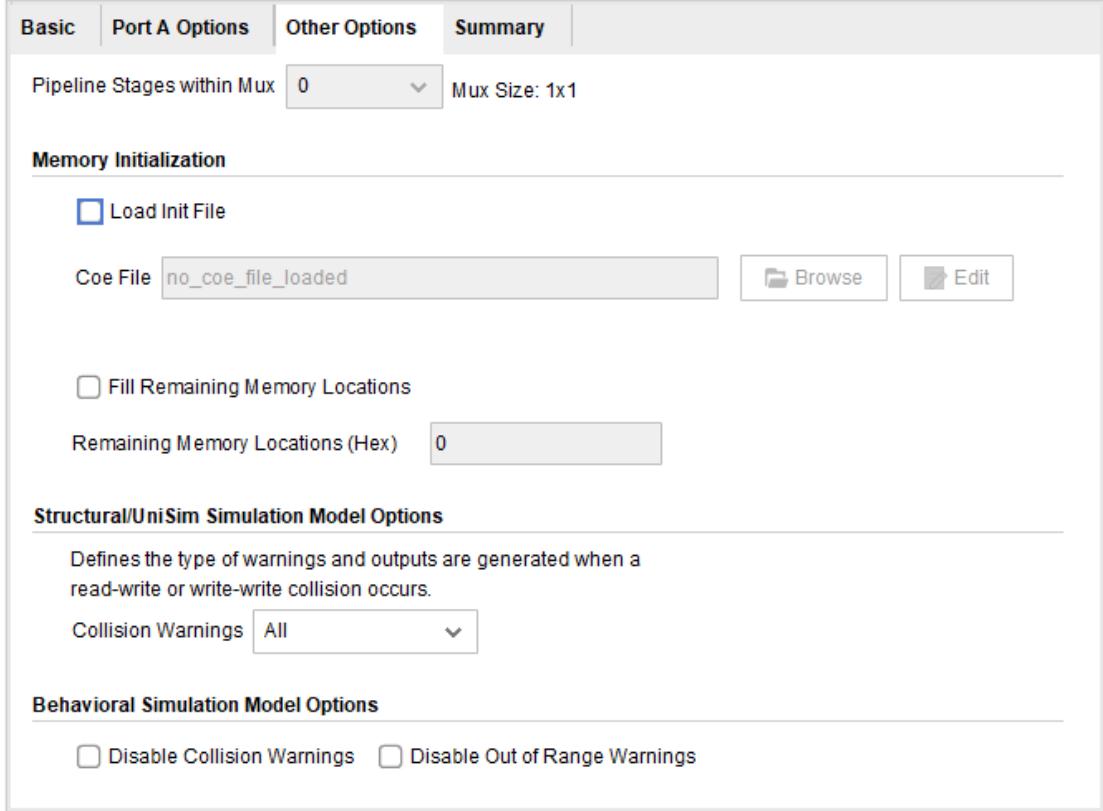 Basic Port A Options Other Options Summary
Pipeline Stages within Mux 0 Mux Size: 1x1
Memory Initialization
Load Init File
Coe File no_coe_file_loaded Browse Edit
Fill Remaining Memory Locations
Remaining Memory Locations (Hex) 0
Structural/UniSim Simulation Model Options
Defines the type of warnings and outputs are generated when a
read-write or write-write collision occurs.
Collision Warnings All
Behavioral Simulation Model Options
Disable Collision Warnings Disable Out of Range Warnings